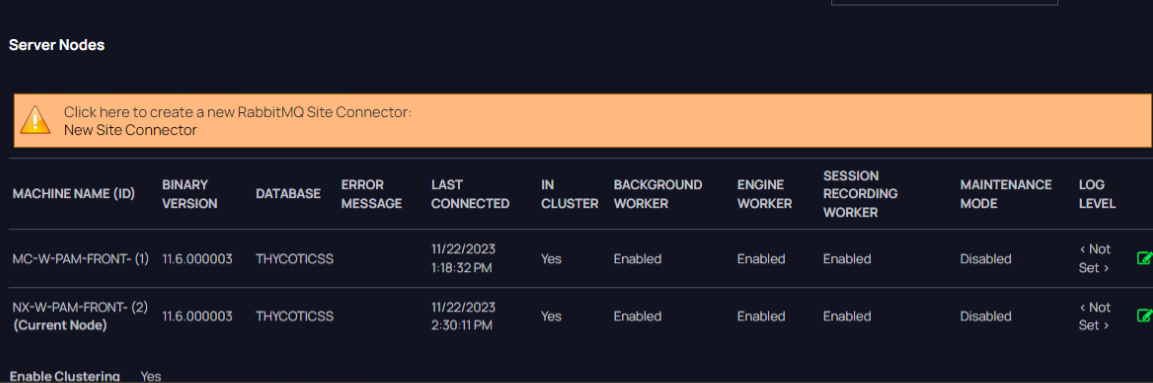 Server Nodes
Click here to create a new RabbitMQ Site Connector:
New Site Connector
MACHINE NAME (ID) BINARY VERSION DATABASE ERROR MESSAGE LAST CONNECTED IN CLUSTER BACKGROUND WORKER ENGINE WORKER SESSION RECORDING WORKER MAINTENANCE MODE LOG LEVEL
MC-W-PAM-FRONT- (1) 11.6.000003 THYCOTICSS 11/22/2023 1:18:32 PM Yes Enabled Enabled Enabled Disabled < Not Set >
NX-W-PAM-FRONT- (2) (Current Node) 11.6.000003 THYCOTICSS 11/22/2023 2:30:11 PM Yes Enabled Enabled Enabled Disabled < Not Set >
Enable Clustering Yes